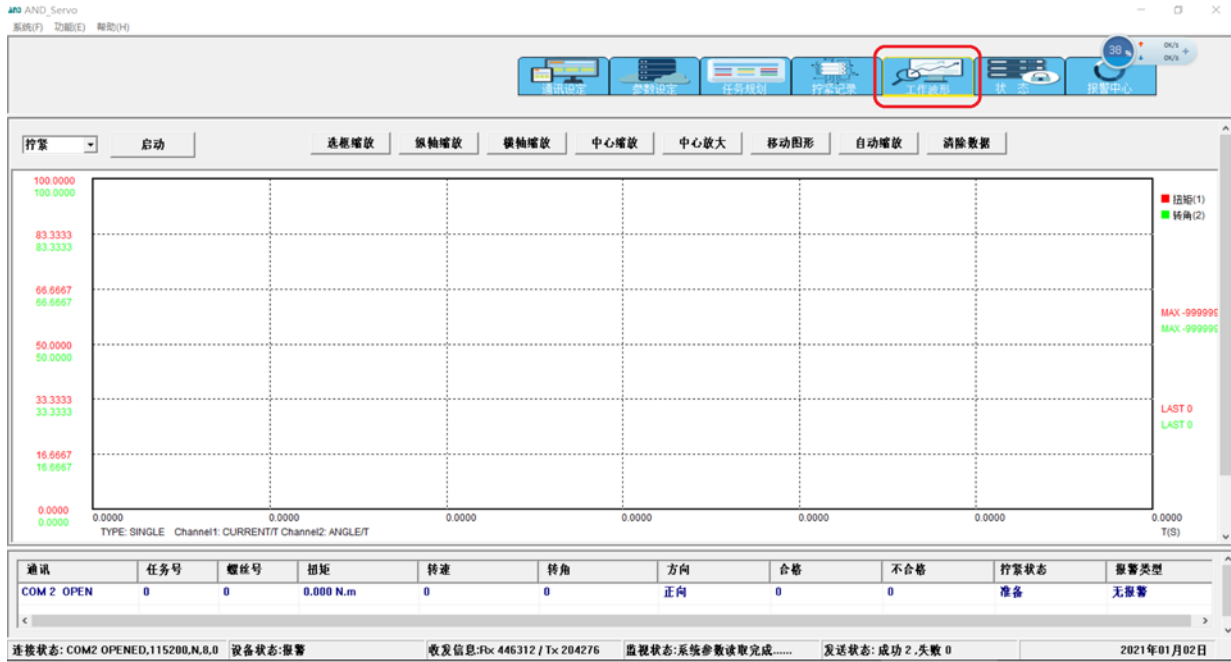 AND AND_Servo
系统(F) 功能(E) 帮助(H)
38 0K/s
0K/s
通讯设定 参数设定 任务规划 拧紧记录 工作波形 状 态 报警中心
拧紧 启动 选框缩放 纵轴缩放 横轴缩放 中心缩放 中心放大 移动图形 自动缩放 清除数据
100.0000
100.0000
扭矩(1)
转角(2)
83.3333
83.3333
66.6667
66.6667
MAX -999999
MAX -999999
50.0000
50.0000
33.3333
33.3333
LAST 0
LAST 0
16.6667
16.6667
0.0000
0.0000
0.0000 0.0000 0.0000 0.0000 0.0000 0.0000 0.0000
TYPE: SINGLE Channel1: CURRENT/T Channel2: ANGLE/T T(S)
通讯 任务号 螺丝号 扭矩 转速 转角 方向 合格 不合格 拧紧状态 报警类型
COM 2 OPEN 0 0 0.000 N.m 0 0 正向 0 0 准备 无报警
连接状态: COM2 OPENED,115200,N,8,0 设备状态:报警 收发信息:Rx 446312 / Tx 204276 监视状态:系统参数读取完成...... 发送状态: 成功 2 ,失败 0 2021年01月02日